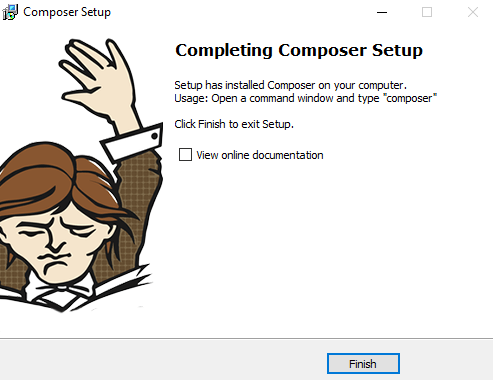 Composer Setup
Completing Composer Setup
Setup has installed Composer on your computer.
Usage: Open a command window and type "composer"
Click Finish to exit Setup.
View online documentation
Finish